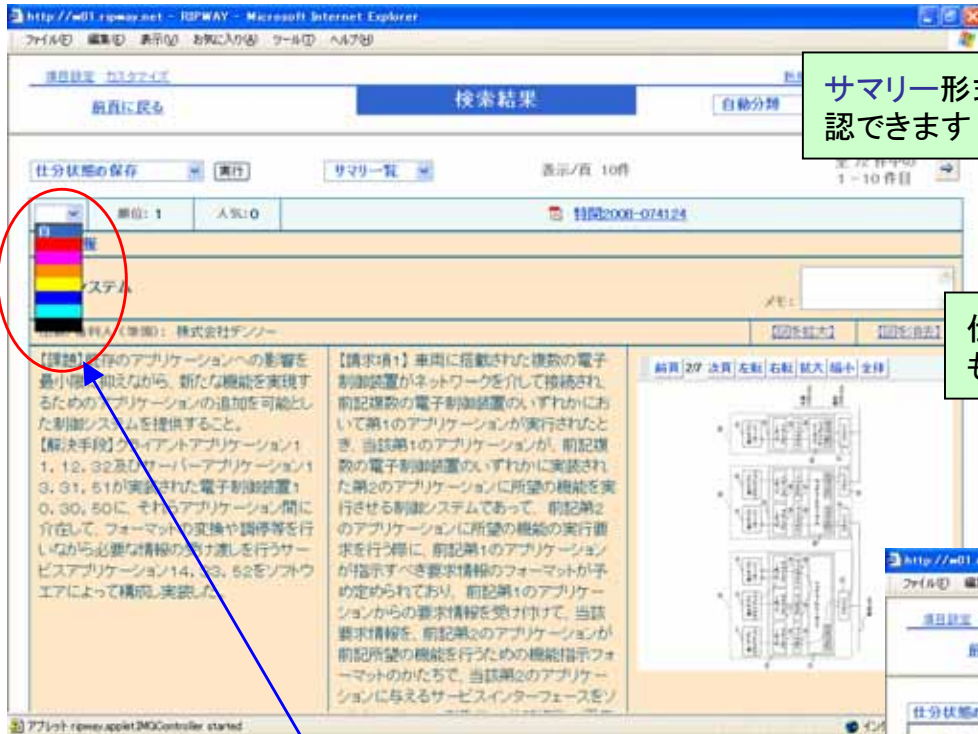 http://w01.ripway.net - RIPWAY - Microsoft Internet Explorer
ファイル(F) 編集(E) 表示(V) お気に入り(A) ツール(T) ヘルプ(H)
項目設定 カスタマイズ
前頁に戻る
検索結果
自動分類
サマリー形
認できます
仕分状態の保存 実行 サマリ一覧 表示/頁 10件
1 - 10 件目
順位: 1 人気: 0 特開2008-074124
白
報
システム
メモ:
株式会社デンソー
【図を拡大】 【図を消去】
【課題】既存のアプリケーションへの影響を
最小限に抑えながら、新たな機能を実現す
るためのアプリケーションの追加を可能とし
た制御システムを提供すること。
【解決手段】クライアントアプリケーション1
1、12、32及びサーバーアプリケーション1
3、31、51が実装された電子制御装置1
0、30、50に、それらアプリケーション間に
介在して、フォーマットの変換や調停等を行
いながら必要な情報の受け渡しを行うサー
ビスアプリケーション14、33、52をソフトウ
エアによって構成し実装した。
【請求項1】車両に搭載された複数の電子
制御装置がネットワークを介して接続され、
前記複数の電子制御装置のいずれかにお
いて第1のアプリケーションが実行されたと
き、当該第1のアプリケーションが、前記複
数の電子制御装置のいずれかに実装され
た第2のアプリケーションに所望の機能を実
行させる制御システムであって、前記第2
のアプリケーションに所望の機能の実行要
求を行う際に、前記第1のアプリケーション
が指示すべき要求情報のフォーマットが予
め定められており、前記第1のアプリケー
ションからの要求情報を受け付けて、当該
要求情報を、前記第2のアプリケーションが
前記所望の機能を行うための機能指示フォ
ーマットのかたちで、当該第2のアプリケー
ションに与えるサービスインターフェースをソ
前頁 2/7 次頁 左転 右転 拡大 縮小 全体
アプレット ripway.applet.IMGController started
http://w01.
ファイル(F)
項目設定
仕分状態